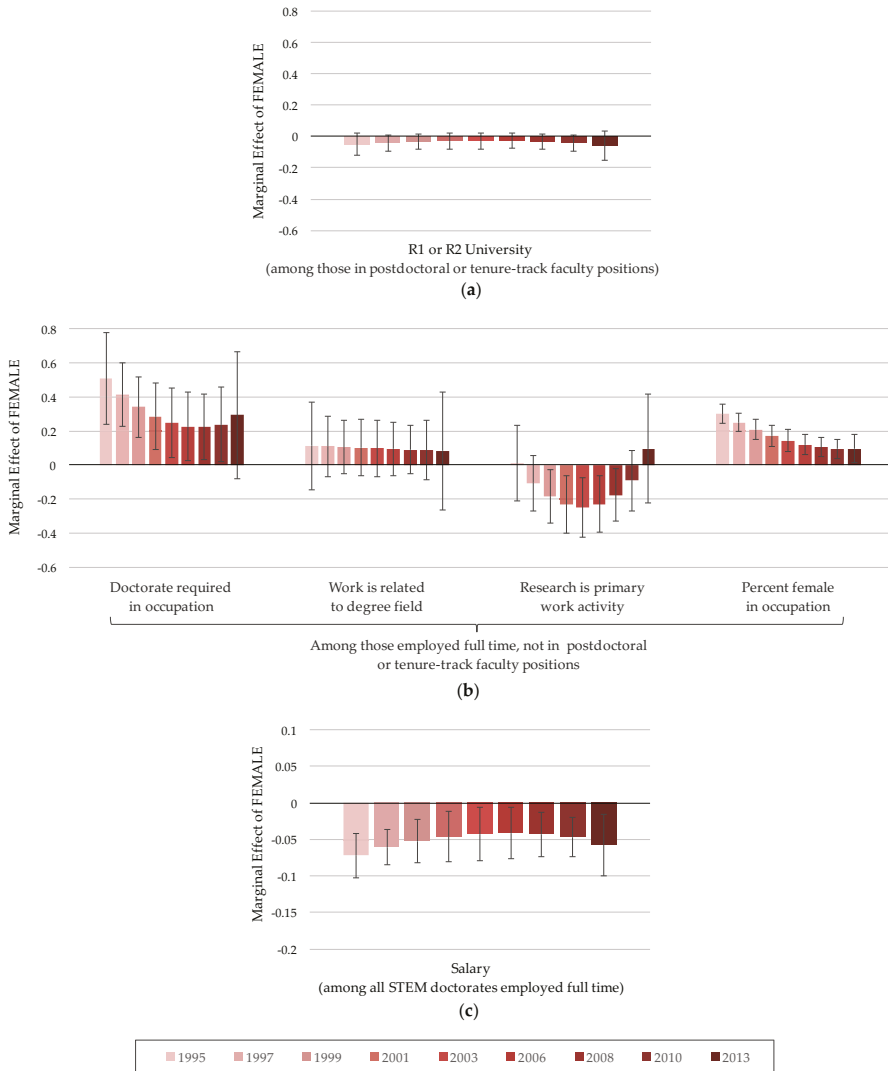 0.8
0.6
0.4
0.2
0
-0.2
-0.4
-0.6
Marginal Effect of FEMALE
R1 or R2 University
(among those in postdoctoral or tenure-track faculty positions)
(a)
0.8
0.6
0.4
0.2
0
-0.2
-0.4
-0.6
Marginal Effect of FEMALE
Doctorate required
in occupation
Work is related
to degree field
Research is primary
work activity
Percent female
in occupation
Among those employed full time, not in postdoctoral
or tenure-track faculty positions
(b)
0.1
0.05
0
-0.05
-0.1
-0.15
-0.2
Marginal Effect of FEMALE
Salary
(among all STEM doctorates employed full time)
(c)
1995 1997 1999 2001 2003 2006 2008 2010 2013